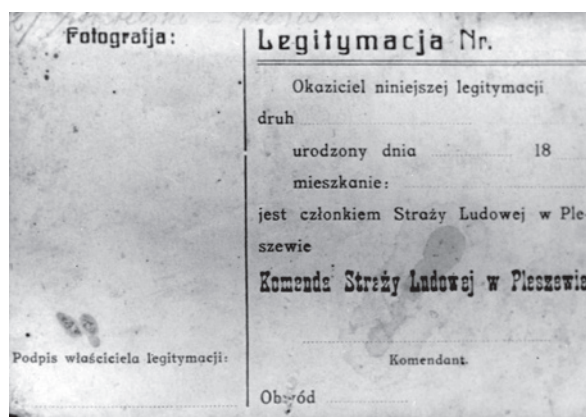 Fotografja:
Podpis właściciela legitymacji:
Legitymacja Nr.
Okaziciel niniejszej legitymacji
druh
urodzony dnia 18
mieszkanie:
jest członkiem Straży Ludowej w Ple-
szewie
Komenda Straży Ludowej w Pleszewie
Komendant.
Obwód